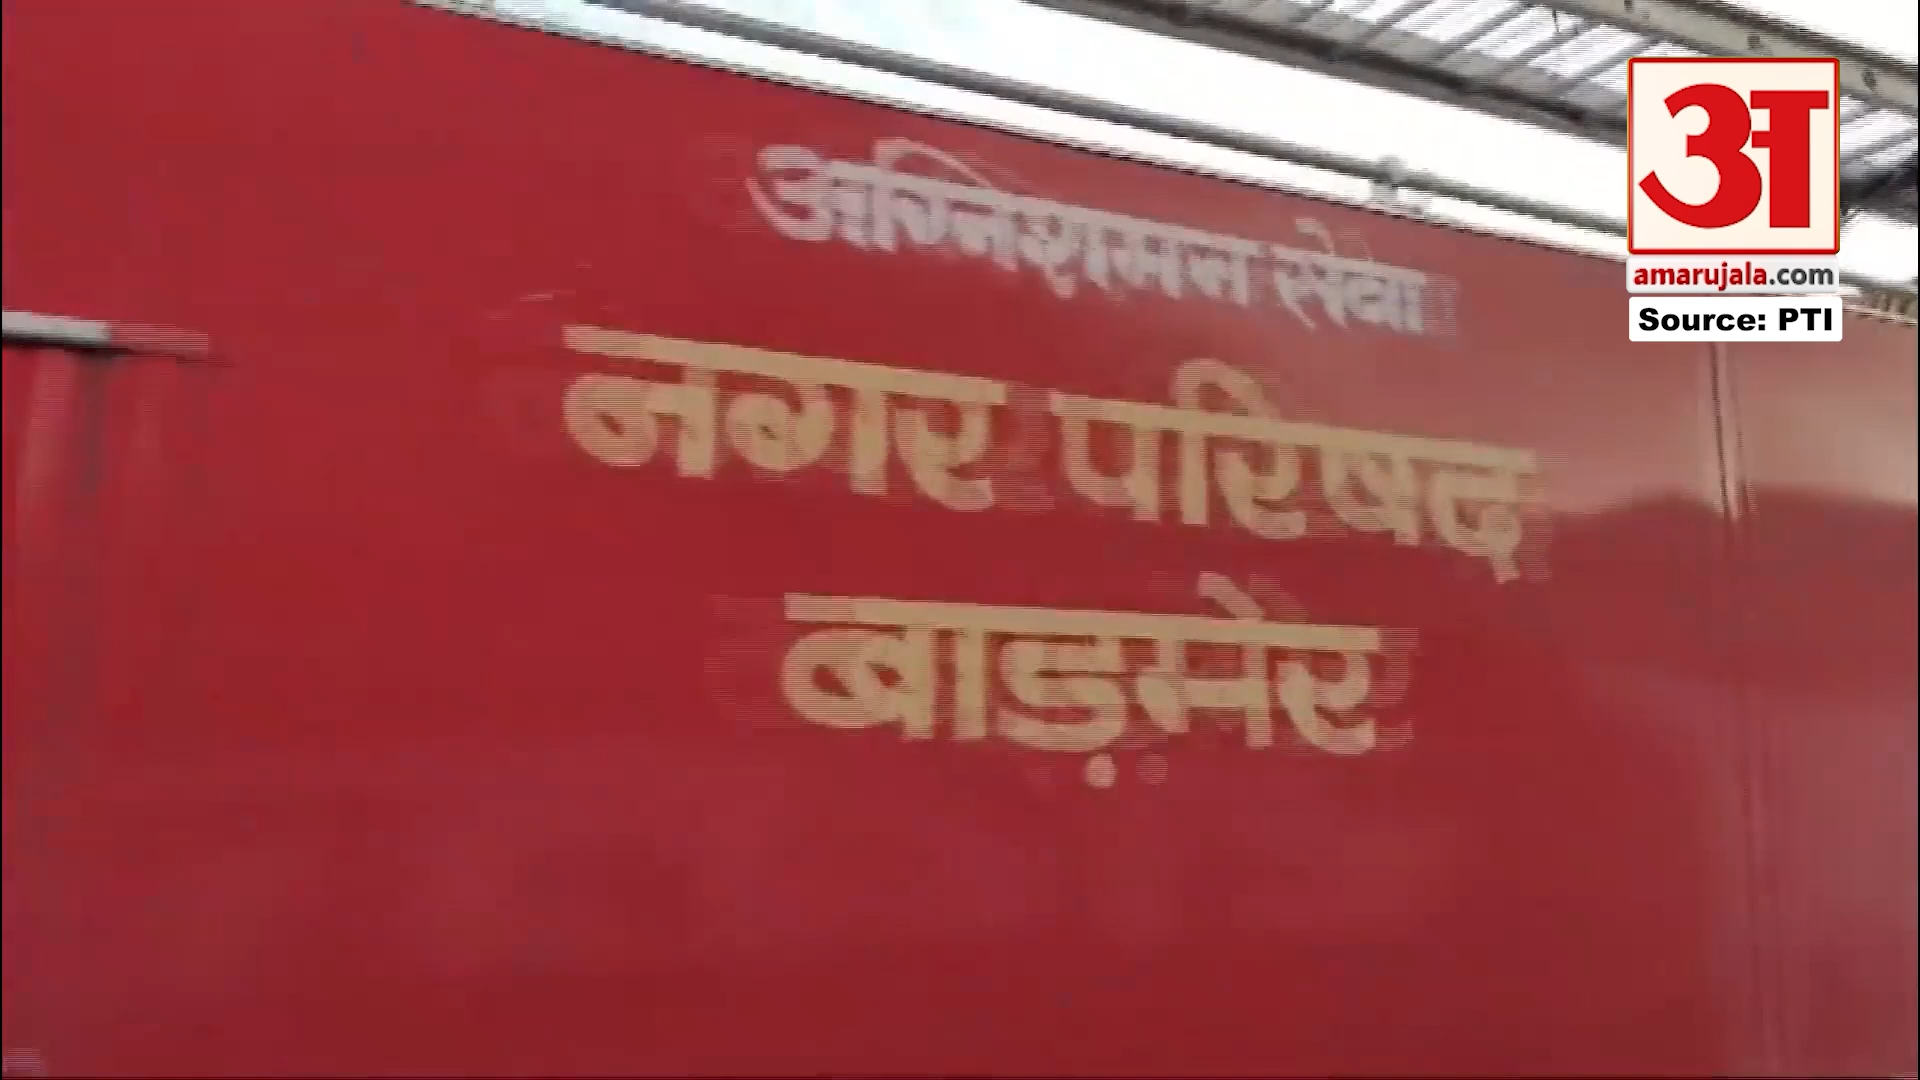 अग्निशमन सेवा
नगर परिषद
बाड़मेर
अ
amarujala.com
Source: PTI